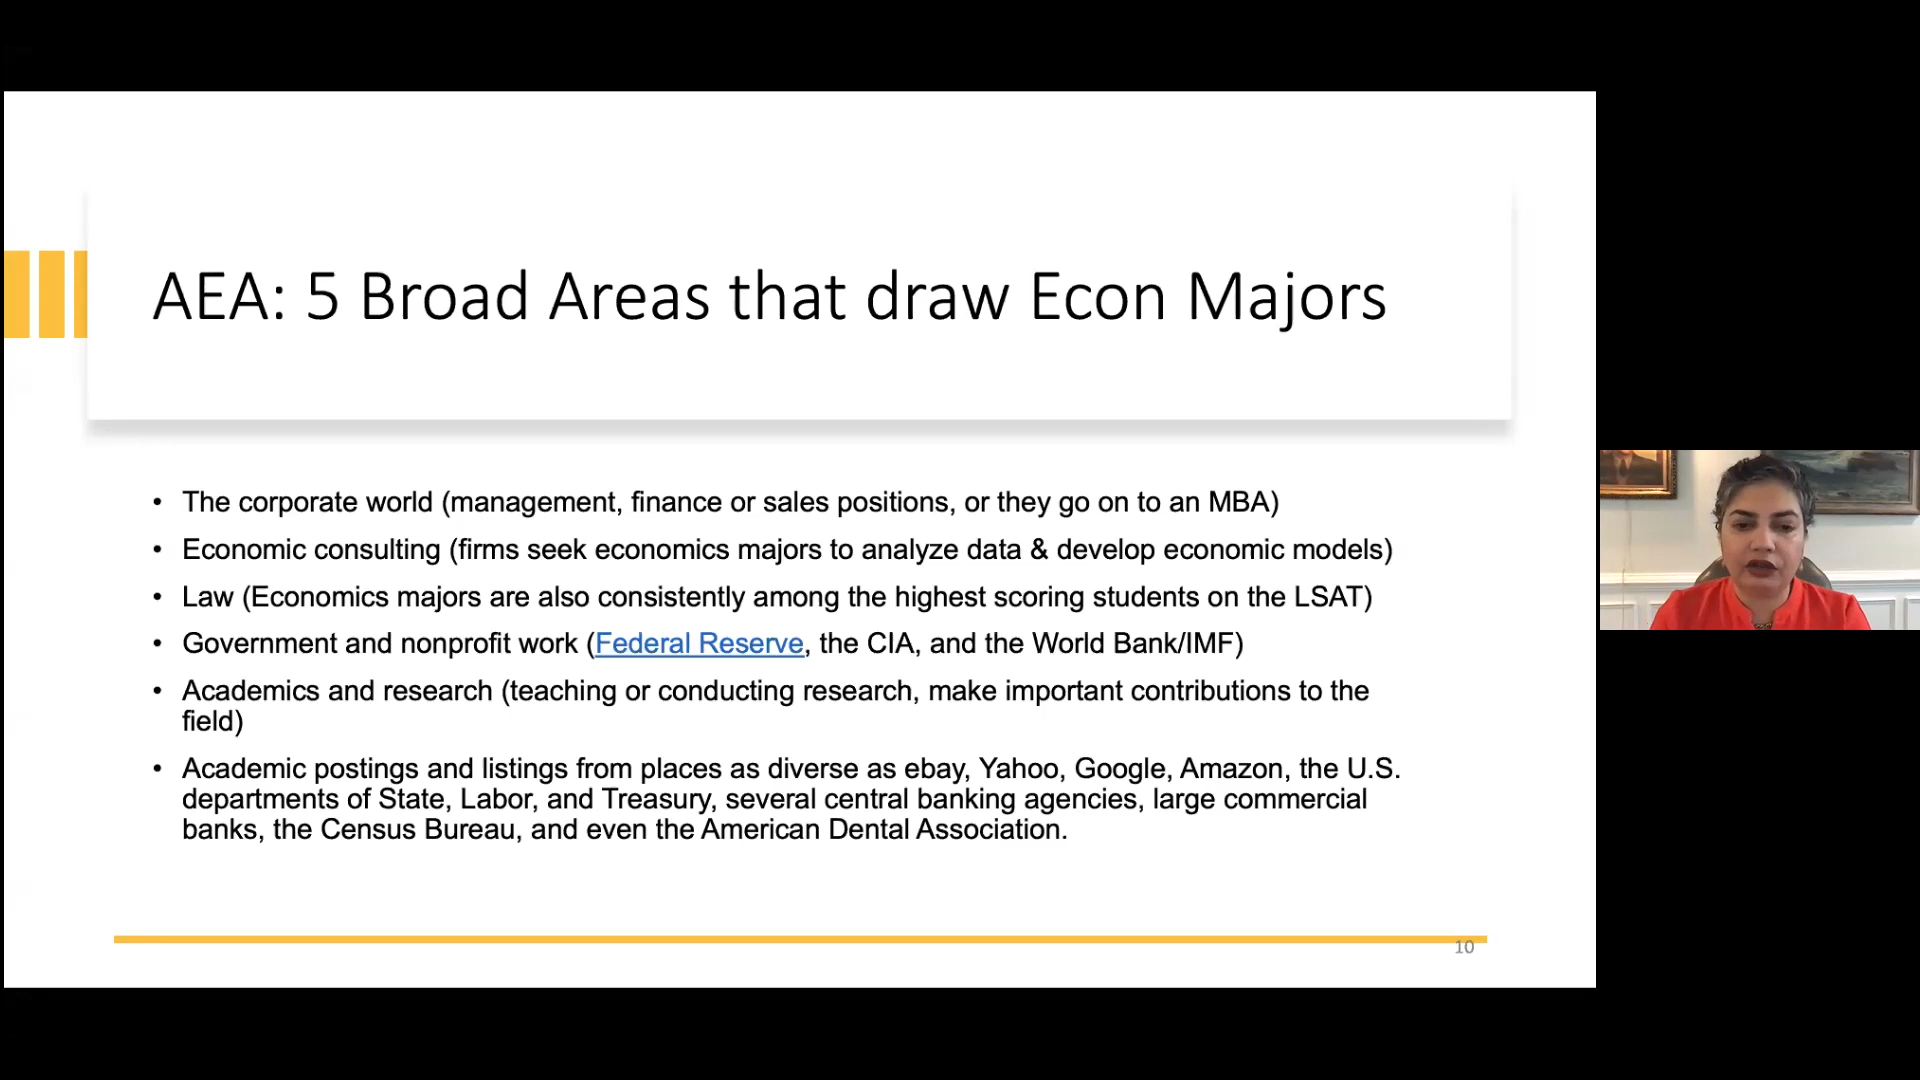 AEA: 5 Broad Areas that draw Econ Majors
• The corporate world (management, finance or sales positions, or they go on to an MBA)
• Economic consulting (firms seek economics majors to analyze data & develop economic models)
• Law (Economics majors are also consistently among the highest scoring students on the LSAT)
• Government and nonprofit work (Federal Reserve, the CIA, and the World Bank/IMF)
• Academics and research (teaching or conducting research, make important contributions to the
field)
• Academic postings and listings from places as diverse as ebay, Yahoo, Google, Amazon, the U.S.
departments of State, Labor, and Treasury, several central banking agencies, large commercial
banks, the Census Bureau, and even the American Dental Association.
10